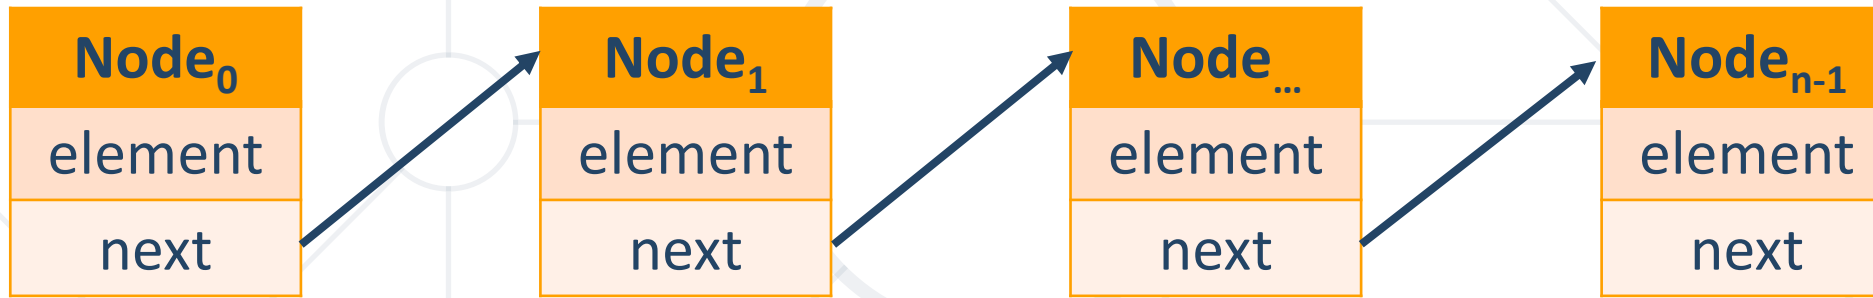 Node₀ Node₁ Node... Nodeₙ₋₁
element element element element
next next next next